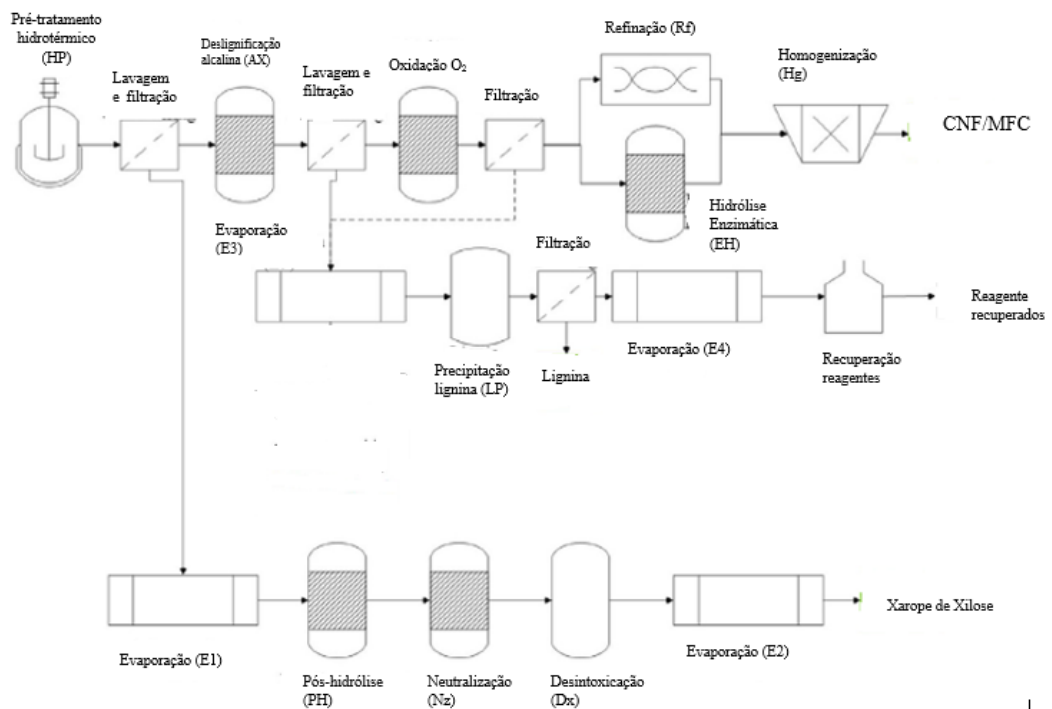 Pré-tratamento
hidrotérmico
(HP)
Lavagem
e filtração
Deslignificação
alcalina (AX)
Lavagem e
filtração
Oxidação O₂
Filtração
Refinação (Rf)
Homogenização
(Hg)
CNF/MFC
Hidrólise
Enzimática
(EH)
Evaporação
(E3)
Precipitação
lignina (LP)
Filtração
Lignina
Evaporação (E4)
Recuperação
reagentes
Reagente
recuperados
Evaporação (E1)
Pós-hidrólise
(PH)
Neutralização
(Nz)
Desintoxicação
(Dx)
Evaporação (E2)
Xarope de Xilose